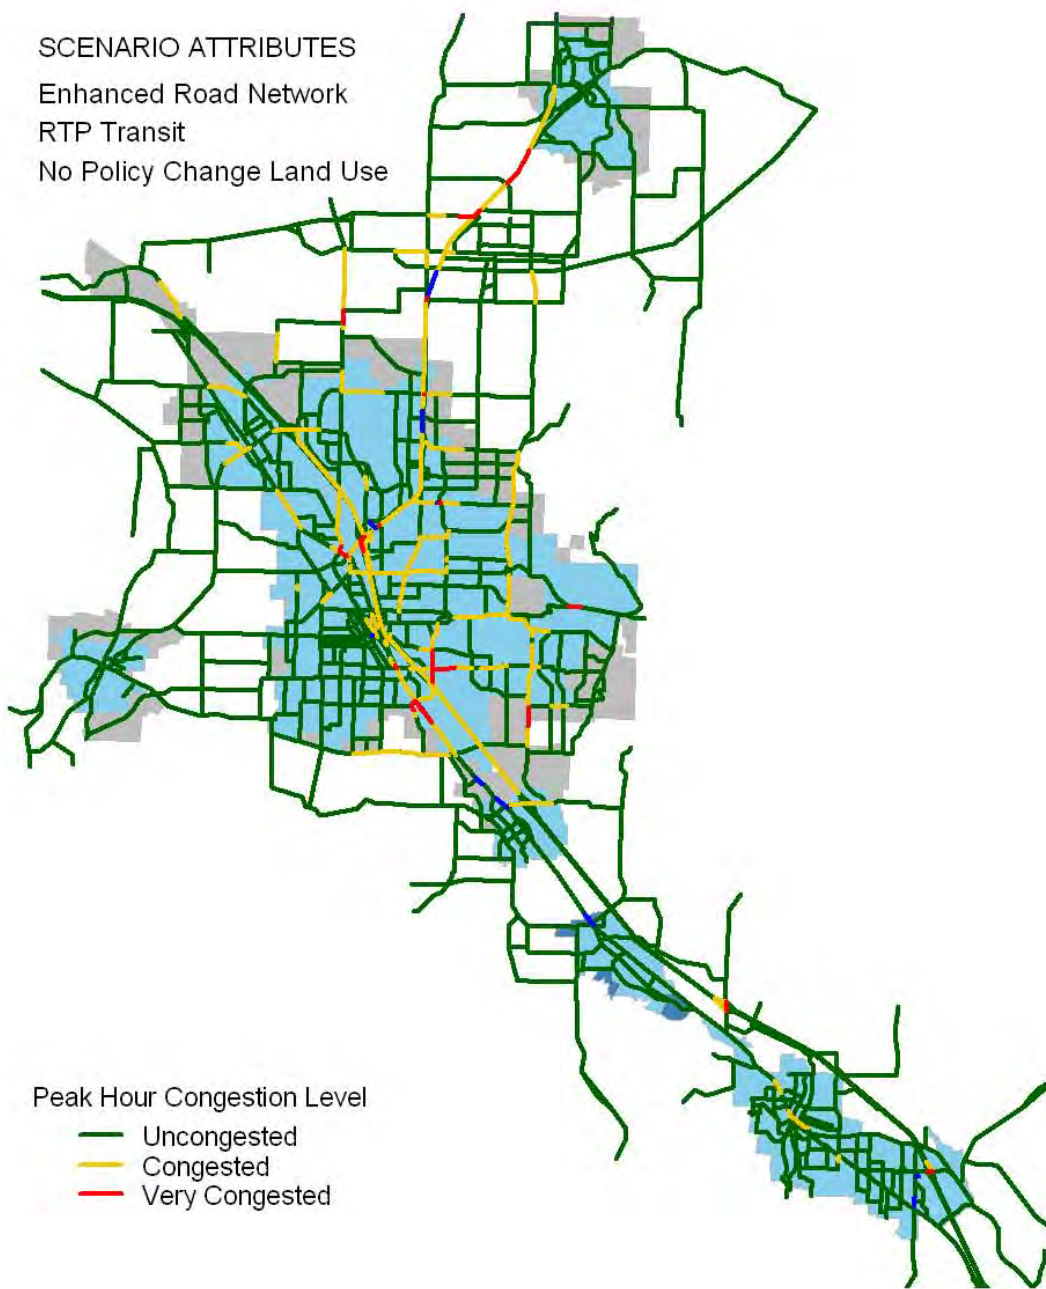 SCENARIO ATTRIBUTES
Enhanced Road Network
RTP Transit
No Policy Change Land Use
Peak Hour Congestion Level
Uncongested
Congested
Very Congested